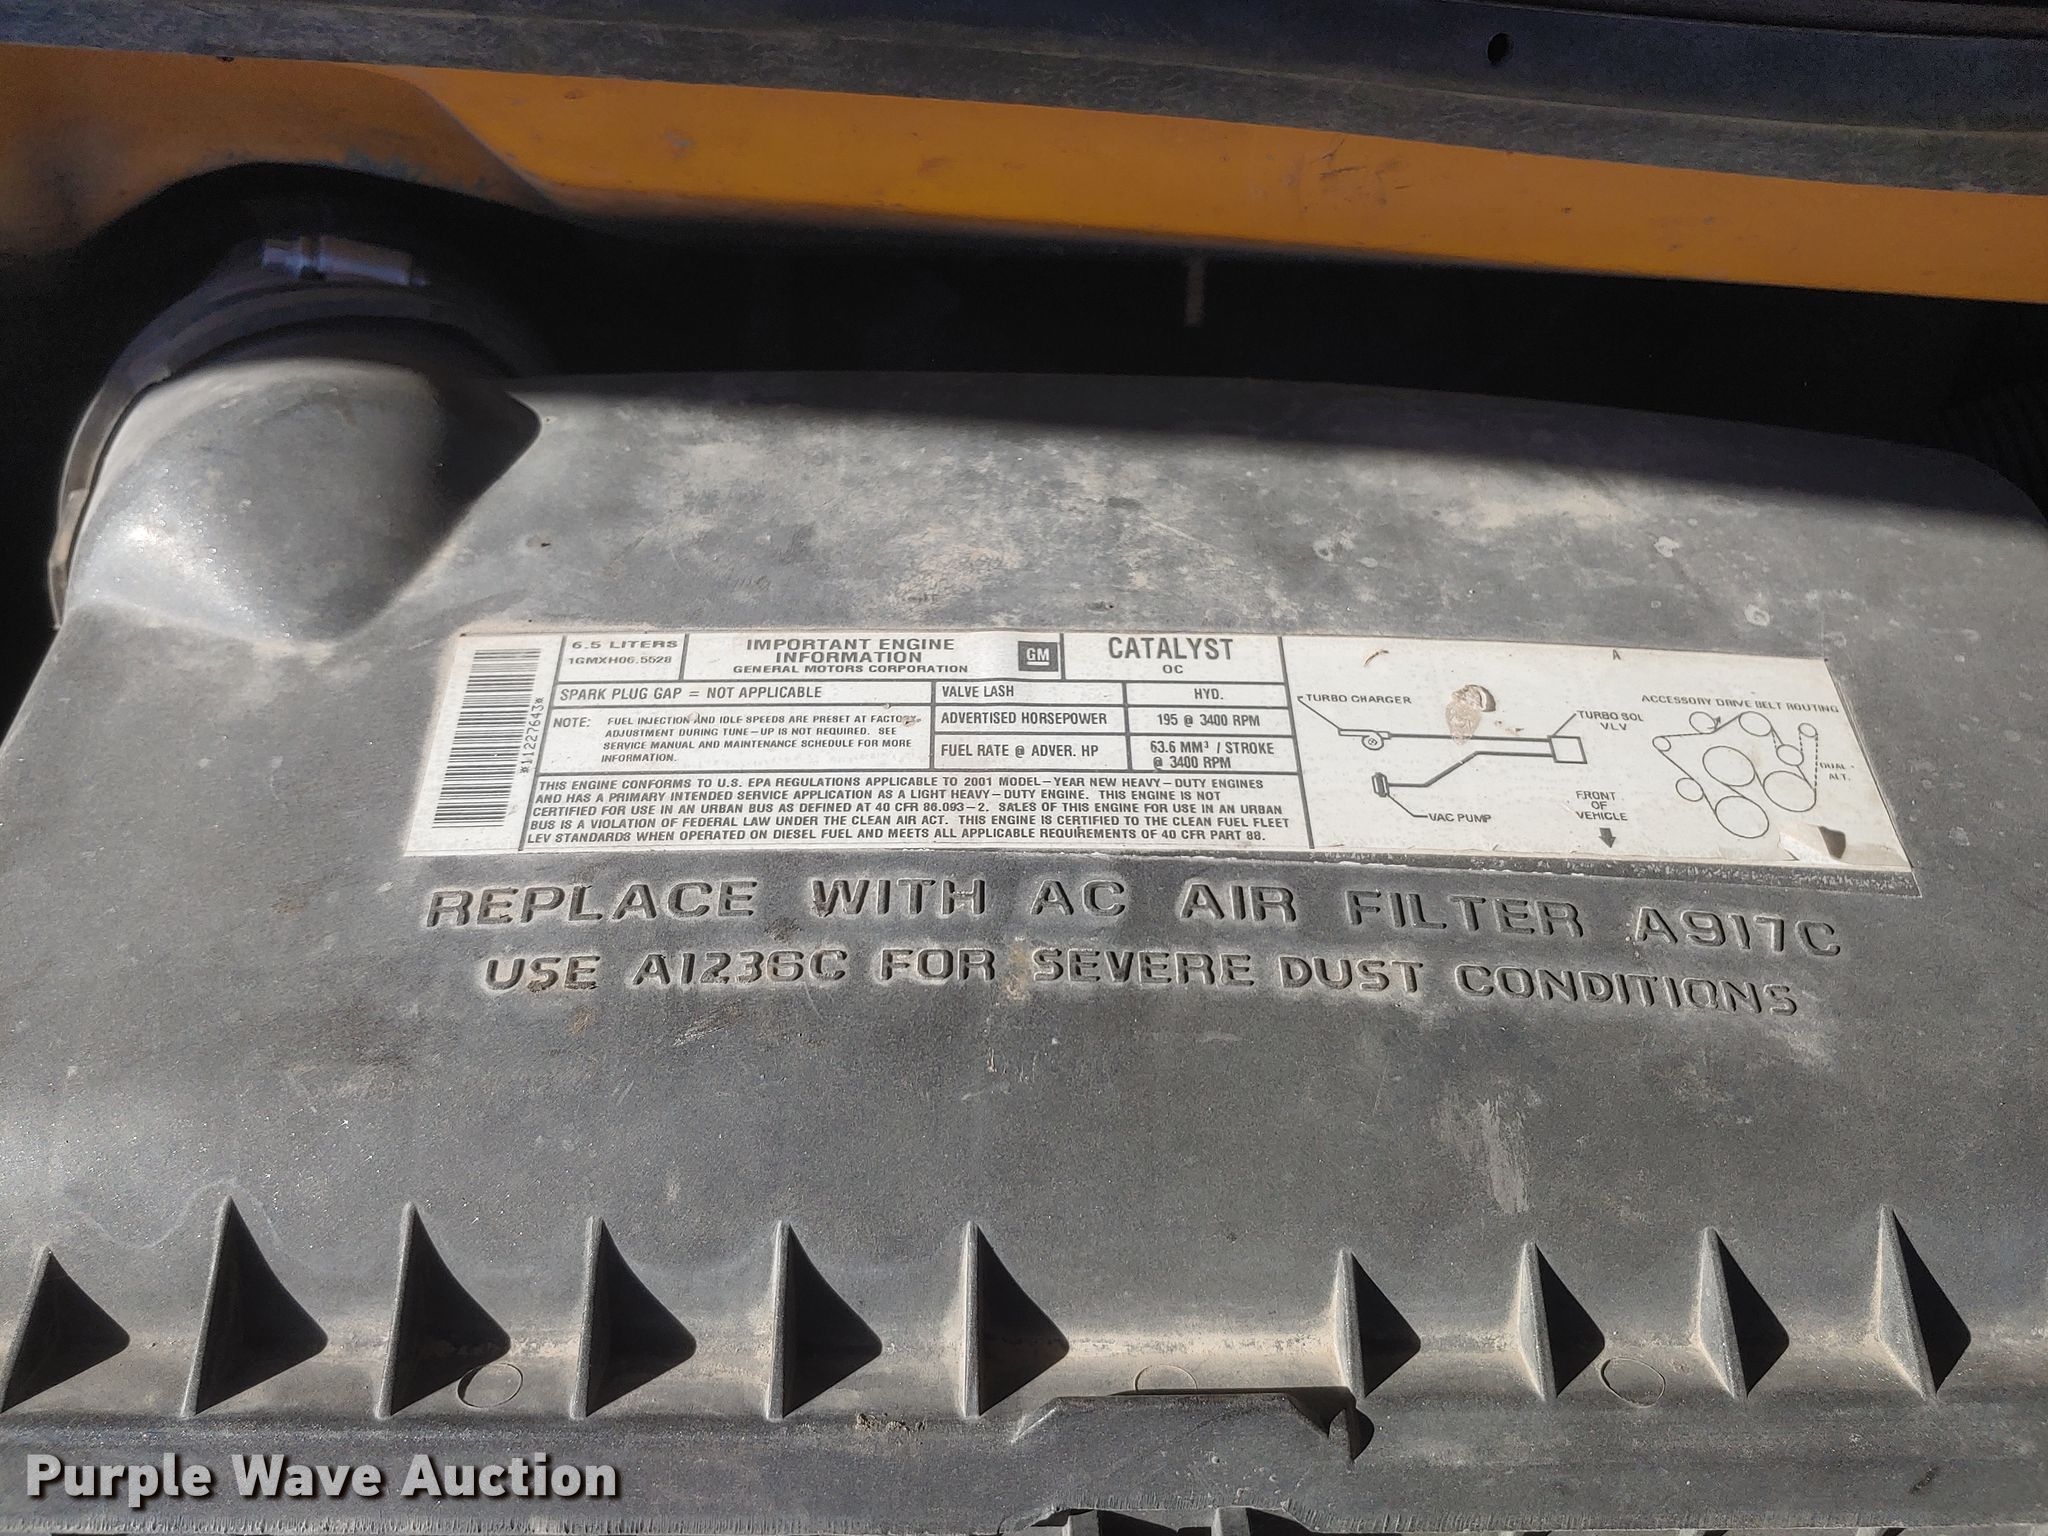 6.5 LITERS
1GMXH06.5528
IMPORTANT ENGINE
INFORMATION
GENERAL MOTORS CORPORATION
GM
CATALYST
OC
SPARK PLUG GAP = NOT APPLICABLE
VALVE LASH
HYD.
NOTE: FUEL INJECTION AND IDLE SPEEDS ARE PRESET AT FACTORY.
ADJUSTMENT DURING TUNE-UP IS NOT REQUIRED. SEE
SERVICE MANUAL AND MAINTENANCE SCHEDULE FOR MORE
INFORMATION.
ADVERTISED HORSEPOWER
195 @ 3400 RPM
FUEL RATE @ ADVER. HP
63.6 MM³ / STROKE
@ 3400 RPM
*11227643*
THIS ENGINE CONFORMS TO U.S. EPA REGULATIONS APPLICABLE TO 2001 MODEL-YEAR NEW HEAVY-DUTY ENGINES
AND HAS A PRIMARY INTENDED SERVICE APPLICATION AS A LIGHT HEAVY-DUTY ENGINE. THIS ENGINE IS NOT
CERTIFIED FOR USE IN AN URBAN BUS AS DEFINED AT 40 CFR 86.093-2. SALES OF THIS ENGINE FOR USE IN AN URBAN
BUS IS A VIOLATION OF FEDERAL LAW UNDER THE CLEAN AIR ACT. THIS ENGINE IS CERTIFIED TO THE CLEAN FUEL FLEET
LEV STANDARDS WHEN OPERATED ON DIESEL FUEL AND MEETS ALL APPLICABLE REQUIREMENTS OF 40 CFR PART 88.
A
TURBO CHARGER
TURBO SOL
VLV
VAC PUMP
FRONT
OF
VEHICLE
ACCESSORY DRIVE BELT ROUTING
DUAL
ALT.
REPLACE WITH AC AIR FILTER A917C
USE A1236C FOR SEVERE DUST CONDITIONS
Purple Wave Auction